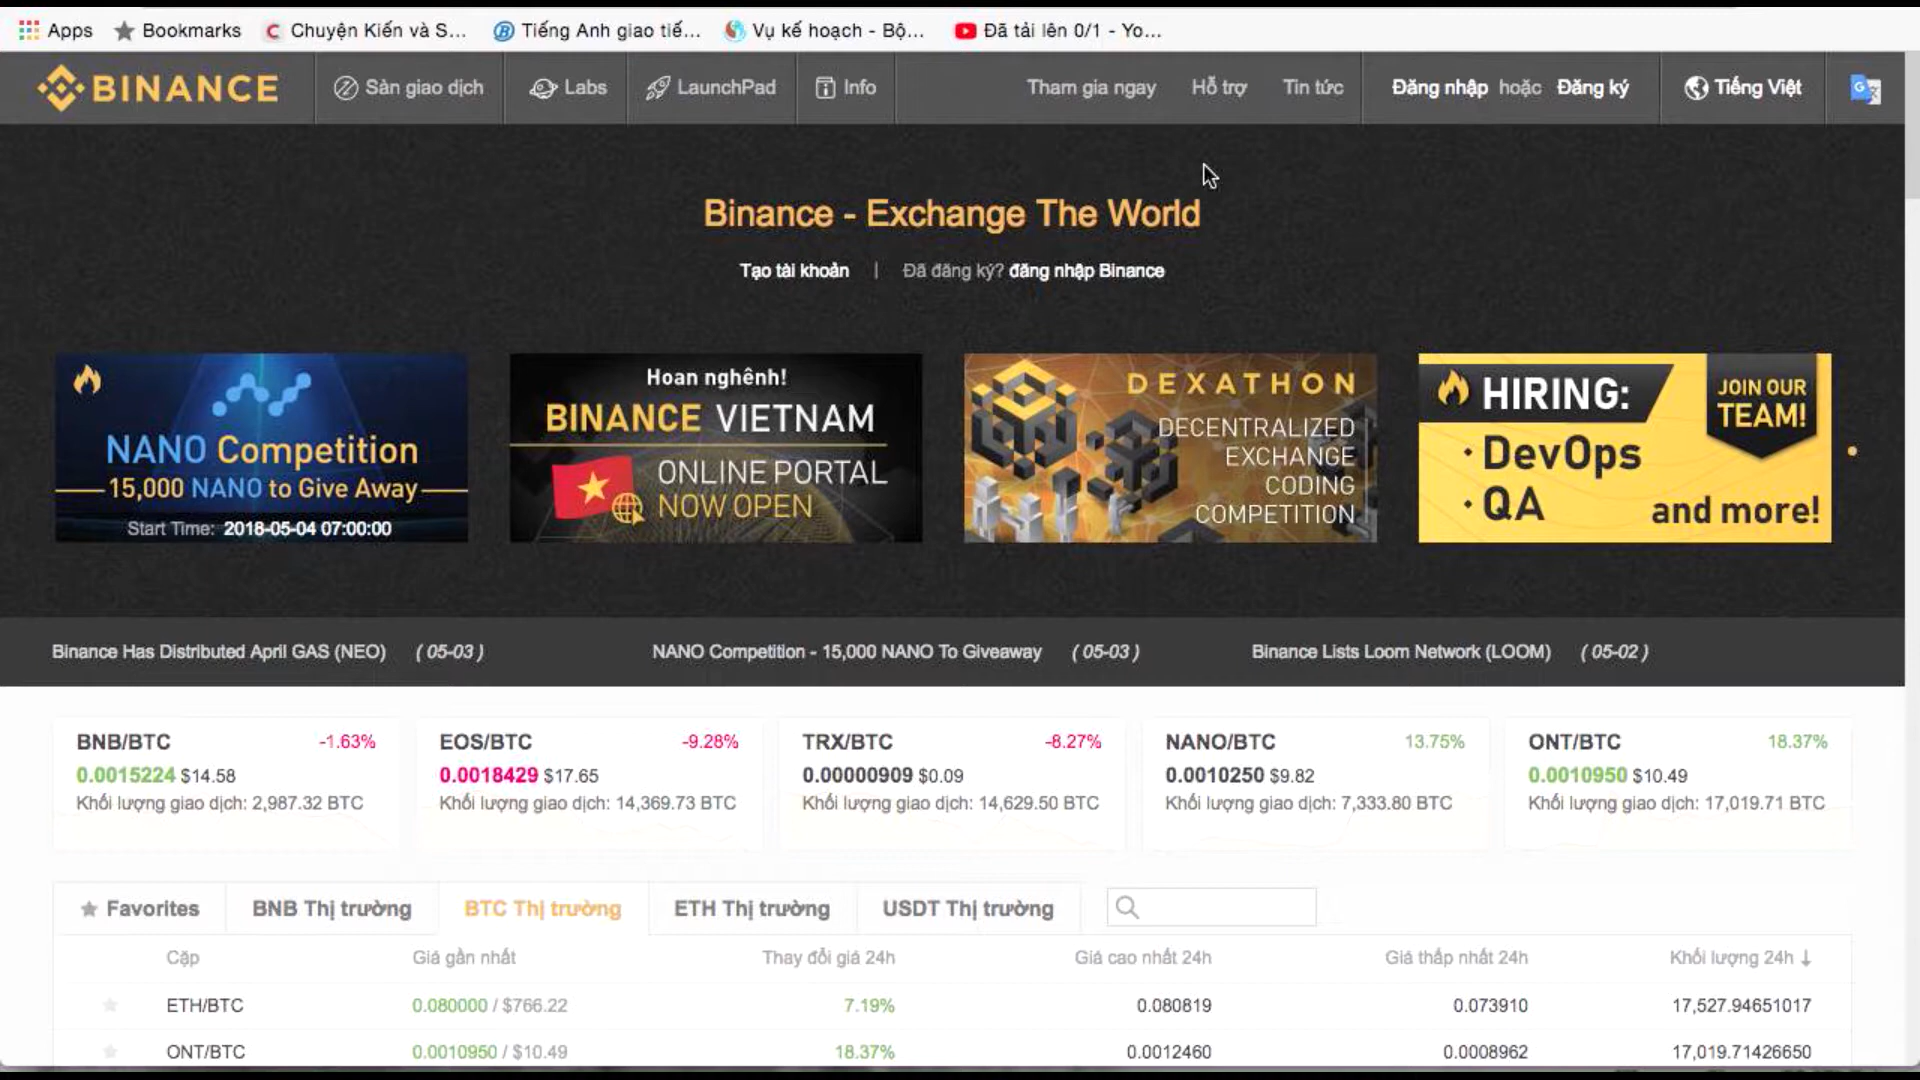 Apps Bookmarks Chuyện Kiến và S... Tiếng Anh giao tiế... Vụ kế hoạch - Bộ... Đã tải lên 0/1 - Yo...
BINANCE Sàn giao dịch Labs LaunchPad Info Tham gia ngay Hỗ trợ Tin tức Đăng nhập hoặc Đăng ký Tiếng Việt
Binance - Exchange The World
Tạo tài khoản | Đã đăng ký? đăng nhập Binance
NANO Competition
15,000 NANO to Give Away
Start Time: 2018-05-04 07:00:00
Hoan nghênh!
BINANCE VIETNAM
ONLINE PORTAL
NOW OPEN
DEXATHON
DECENTRALIZED
EXCHANGE
CODING
COMPETITION
HIRING:
JOIN OUR
TEAM!
· DevOps
· QA
and more!
Binance Has Distributed April GAS (NEO) ( 05-03 ) NANO Competition - 15,000 NANO To Giveaway ( 05-03 ) Binance Lists Loom Network (LOOM) ( 05-02 )
BNB/BTC -1.63%
0.0015224 $14.58
Khối lượng giao dịch: 2,987.32 BTC
EOS/BTC -9.28%
0.0018429 $17.65
Khối lượng giao dịch: 14,369.73 BTC
TRX/BTC -8.27%
0.00000909 $0.09
Khối lượng giao dịch: 14,629.50 BTC
NANO/BTC 13.75%
0.0010250 $9.82
Khối lượng giao dịch: 7,333.80 BTC
ONT/BTC 18.37%
0.0010950 $10.49
Khối lượng giao dịch: 17,019.71 BTC
Favorites BNB Thị trường BTC Thị trường ETH Thị trường USDT Thị trường
Cặp Giá gần nhất Thay đổi giá 24h Giá cao nhất 24h Giá thấp nhất 24h Khối lượng 24h ↓
ETH/BTC 0.080000 / $766.22 7.19% 0.080819 0.073910 17,527.94651017
ONT/BTC 0.0010950 / $10.49 18.37% 0.0012460 0.0008962 17,019.71426650